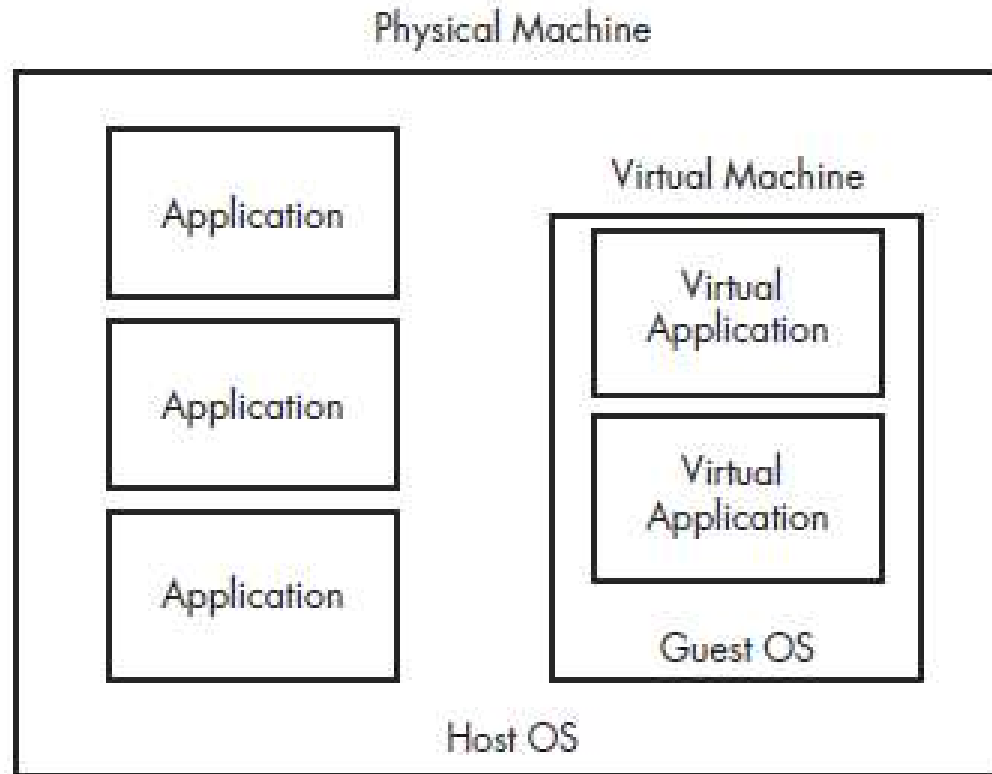 Physical Machine
Application
Application
Application
Virtual Machine
Virtual
Application
Virtual
Application
Guest OS
Host OS